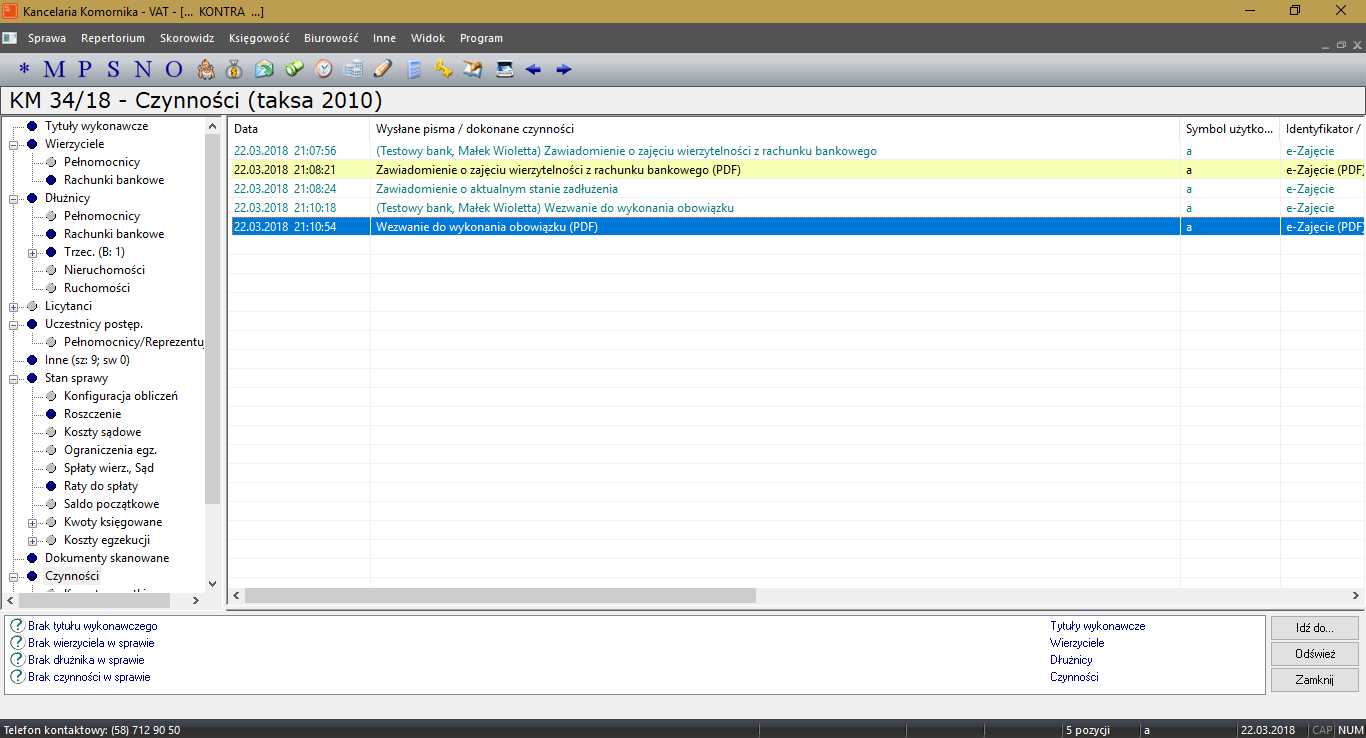 Kancelaria Komornika - VAT - [... KONTRA ...]
Sprawa Repertorium Skorowidz Księgowość Biurowość Inne Widok Program
* M P S N O
KM 34/18 - Czynności (taksa 2010)
Tytuły wykonawcze
Wierzyciele
Pełnomocnicy
Rachunki bankowe
Dłużnicy
Pełnomocnicy
Rachunki bankowe
Trzec. (B: 1)
Nieruchomości
Ruchomości
Licytanci
Uczestnicy postęp.
Pełnomocnicy/Reprezentu
Inne (sz: 9; sw 0)
Stan sprawy
Konfiguracja obliczeń
Roszczenie
Koszty sądowe
Ograniczenia egz.
Spłaty wierz., Sąd
Raty do spłaty
Saldo początkowe
Kwoty księgowane
Koszty egzekucji
Dokumenty skanowane
Czynności
Data Wysłane pisma / dokonane czynności Symbol użytko... Identyfikator /
22.03.2018 21:07:56 (Testowy bank, Małek Wioletta) Zawiadomienie o zajęciu wierzytelności z rachunku bankowego a e-Zajęcie
22.03.2018 21:08:21 Zawiadomienie o zajęciu wierzytelności z rachunku bankowego (PDF) a e-Zajęcie (PDF)
22.03.2018 21:08:24 Zawiadomienie o aktualnym stanie zadłużenia a e-Zajęcie
22.03.2018 21:10:18 (Testowy bank, Małek Wioletta) Wezwanie do wykonania obowiązku a e-Zajęcie
22.03.2018 21:10:54 Wezwanie do wykonania obowiązku (PDF) a e-Zajęcie (PDF)
Brak tytułu wykonawczego Tytuły wykonawcze
Brak wierzyciela w sprawie Wierzyciele
Brak dłużnika w sprawie Dłużnicy
Brak czynności w sprawie Czynności
Idź do...
Odśwież
Zamknij
Telefon kontaktowy: (58) 712 90 50 5 pozycji a 22.03.2018 CAP NUM